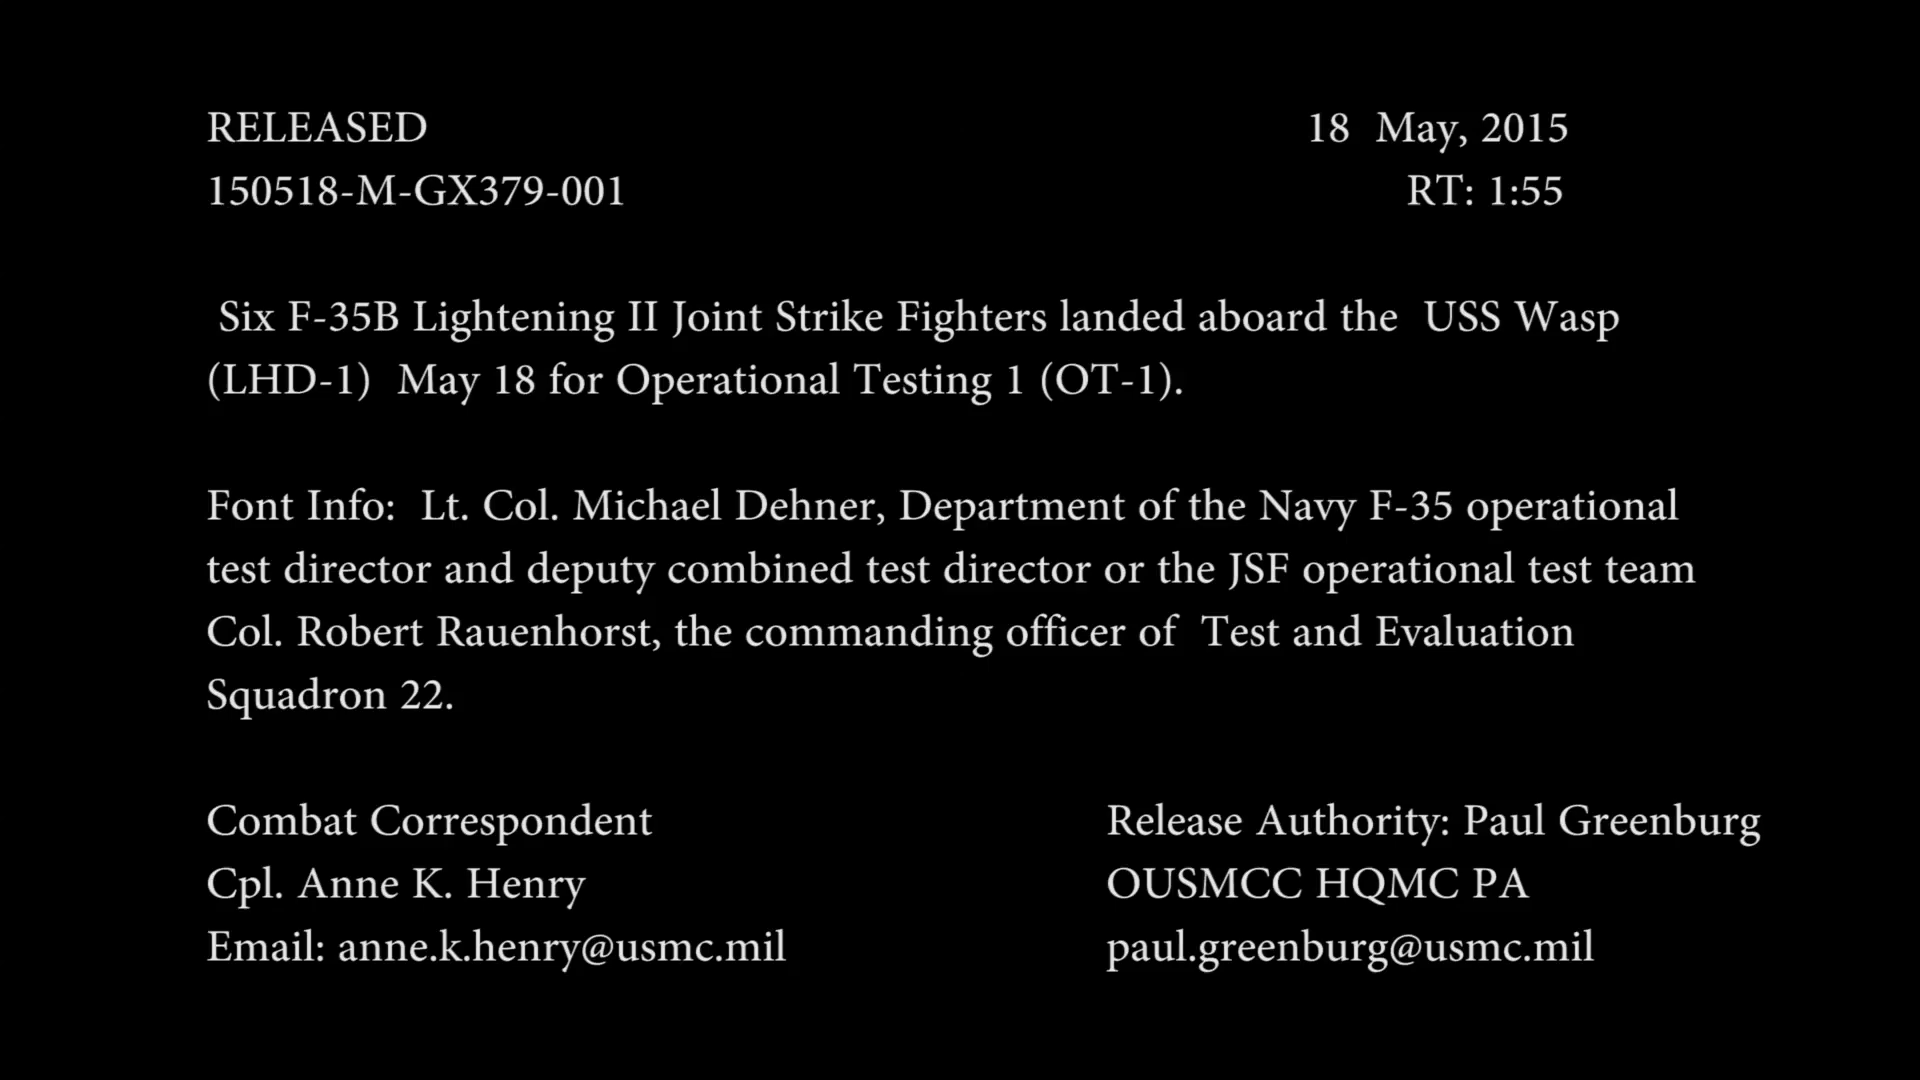 RELEASED 18 May, 2015
150518-M-GX379-001 RT: 1:55
Six F-35B Lightening II Joint Strike Fighters landed aboard the USS Wasp
(LHD-1) May 18 for Operational Testing 1 (OT-1).
Font Info: Lt. Col. Michael Dehner, Department of the Navy F-35 operational
test director and deputy combined test director or the JSF operational test team
Col. Robert Rauenhorst, the commanding officer of Test and Evaluation
Squadron 22.
Combat Correspondent Release Authority: Paul Greenburg
Cpl. Anne K. Henry OUSMCC HQMC PA
Email: anne.k.henry@usmc.mil paul.greenburg@usmc.mil